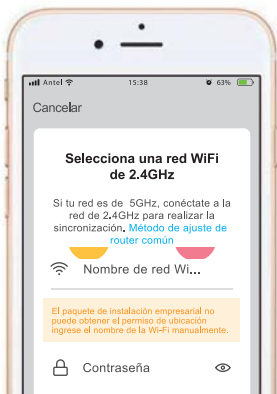 Antel 15:38 63%
Cancelar
Selecciona una red WiFi
de 2.4GHz
Si tu red es de 5GHz, conéctate a la
red de 2.4GHz para realizar la
sincronización. Método de ajuste de
router común
Nombre de red Wi...
El paquete de instalación empresarial no
puede obtener el permiso de ubicación
ingrese el nombre de la Wi-Fi manualmente.
Contraseña